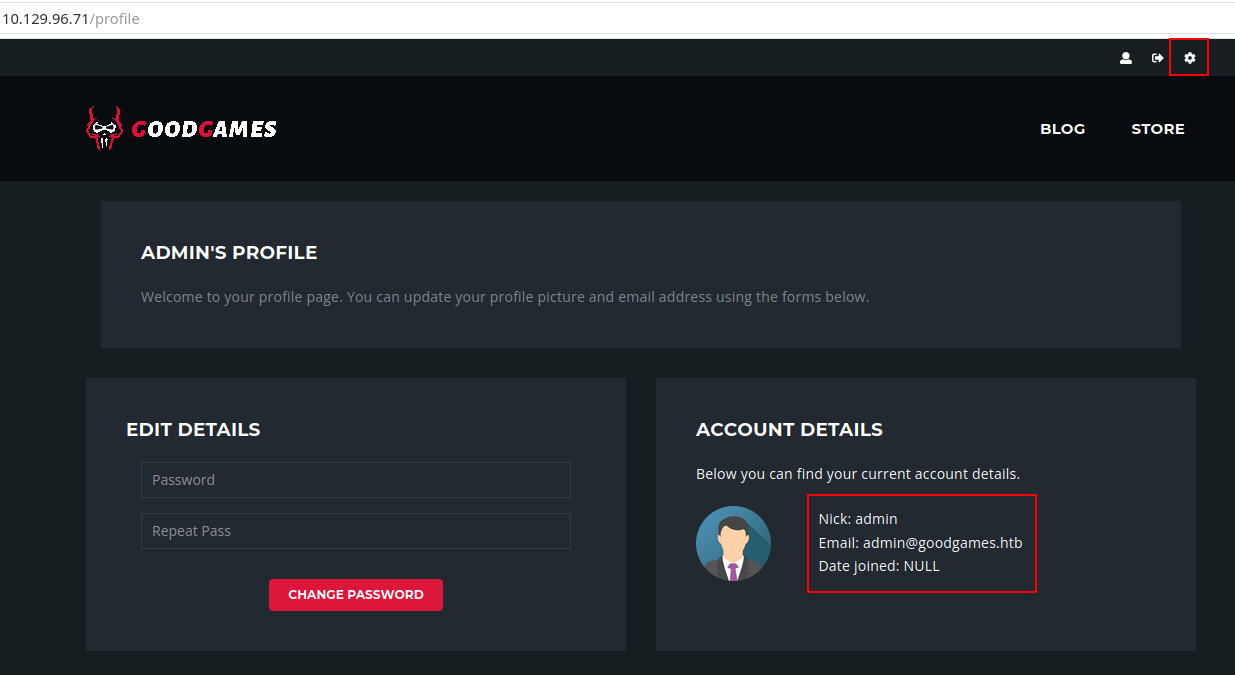 10.129.96.71/profile
GOODGAMES
BLOG STORE
ADMIN'S PROFILE
Welcome to your profile page. You can update your profile picture and email address using the forms below.
EDIT DETAILS
Password
Repeat Pass
CHANGE PASSWORD
ACCOUNT DETAILS
Below you can find your current account details.
Nick: admin
Email: admin@goodgames.htb
Date joined: NULL